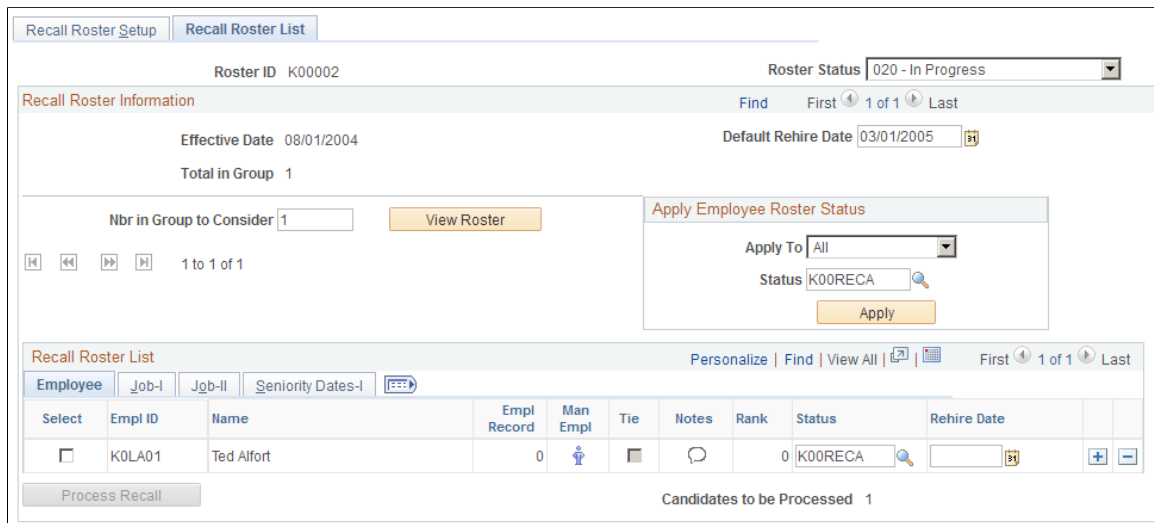 Recall Roster Setup Recall Roster List
Roster ID K00002 Roster Status 020 - In Progress
Recall Roster Information Find First 1 of 1 Last
Effective Date 08/01/2004 Default Rehire Date 03/01/2005
Total in Group 1
Nbr in Group to Consider 1 View Roster Apply Employee Roster Status
Apply To All
1 to 1 of 1
Status K00RECA
Apply
Recall Roster List Personalize | Find | View All | | First 1 of 1 Last
Employee Job-I Job-II Seniority Dates-I
Select Empl ID Name Empl Record Man Empl Tie Notes Rank Status Rehire Date
K0LA01 Ted Alfort 0 0 K00RECA
Process Recall Candidates to be Processed 1